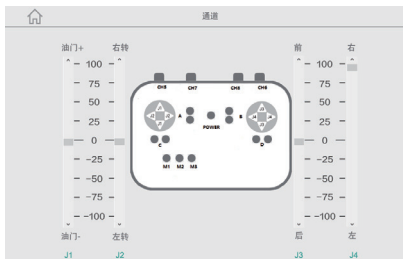 通道
油门+ 右转 前 右
CH5 CH7 CH8 CH6
100 100
75 75
50 50
25 25
0 0
-25 -25
-50 -50
-75 -75
-100 -100
A B
POWER
C D
M1 M2 M3
油门- 左转 后 左
J1 J2 J3 J4